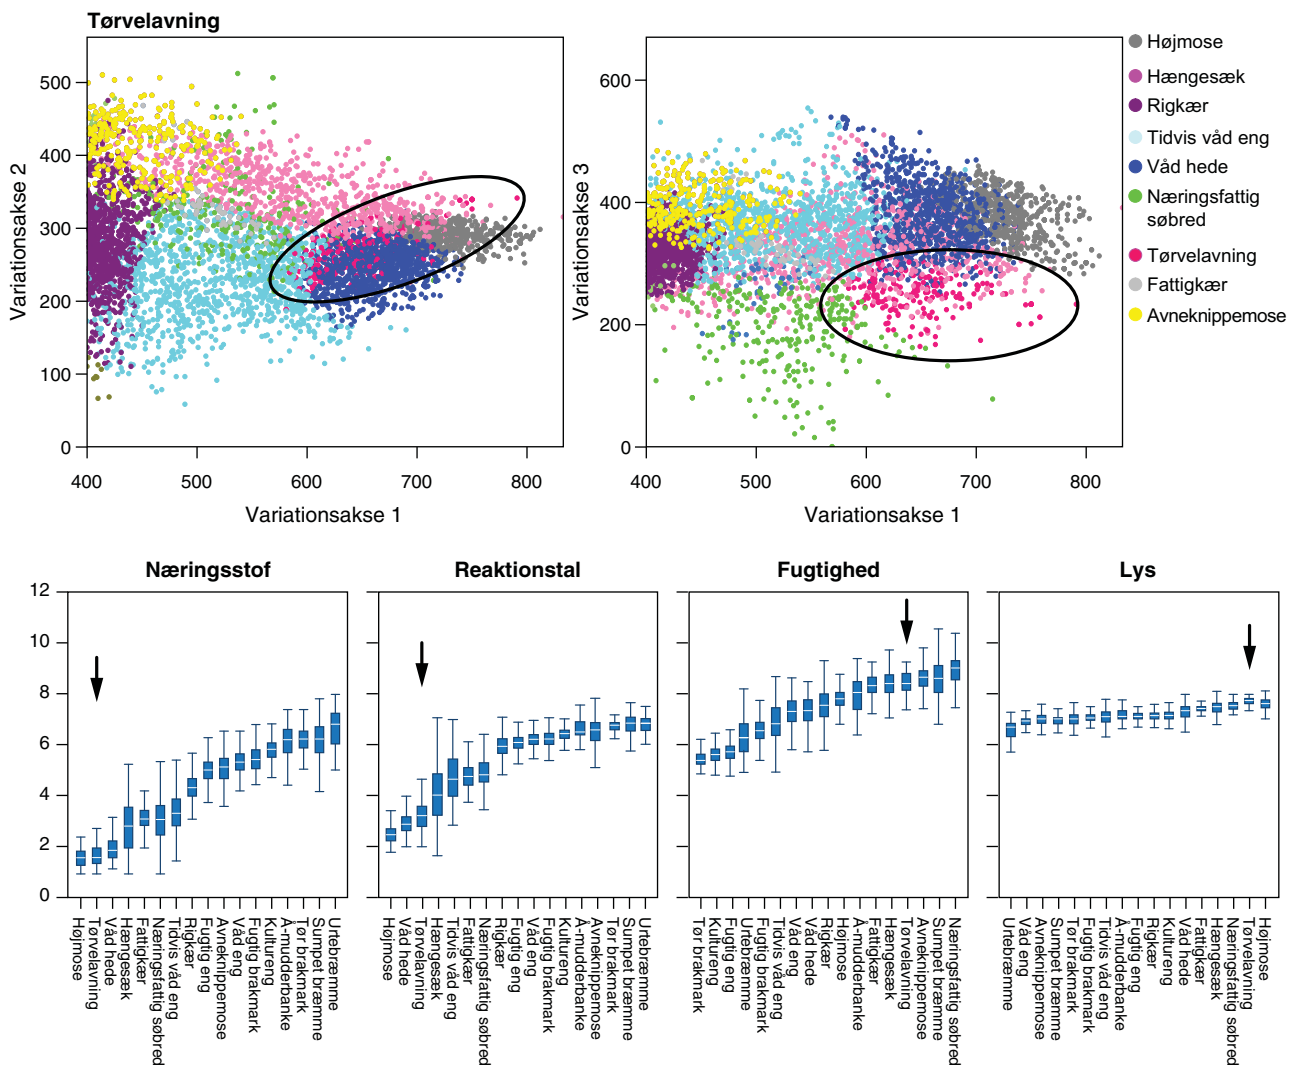 Tørvelavning
Variationsakse 2
500
400
300
200
100
0
400 500 600 700 800
Variationsakse 1
Variationsakse 3
600
400
200
0
400 500 600 700 800
Variationsakse 1
Højmose
Hængesæk
Rigkær
Tidvis våd eng
Våd hede
Næringsfattig
søbred
Tørvelavning
Fattigkær
Avneknippemose
Næringsstof
12
10
8
6
4
2
0
Højmose
Tørvelavning
Våd hede
Hængesæk
Fattigkær
Næringsfattig søbred
Tidvis våd eng
Rigkær
Fugtig eng
Avneknippemose
Våd eng
Fugtig brakmark
Kultureng
Å-mudderbanke
Tør brakmark
Sumpet bræmme
Urtebræmme
Reaktionstal
Højmose
Våd hede
Tørvelavning
Hængesæk
Tidvis våd eng
Fattigkær
Næringsfattig søbred
Rigkær
Fugtig eng
Våd eng
Fugtig brakmark
Kultureng
Å-mudderbanke
Avneknippemose
Tør brakmark
Sumpet bræmme
Urtebræmme
Fugtighed
Tør brakmark
Kultureng
Fugtig eng
Urtebræmme
Fugtig brakmark
Tidvis våd eng
Våd hede
Våd eng
Rigkær
Højmose
Å-mudderbanke
Fattigkær
Hængesæk
Tørvelavning
Avneknippemose
Sumpet bræmme
Næringsfattig søbred
Lys
Urtebræmme
Våd eng
Avneknippemose
Sumpet bræmme
Tør brakmark
Fugtig brakmark
Tidvis våd eng
Å-mudderbanke
Fugtig eng
Rigkær
Kultureng
Våd hede
Fattigkær
Hængesæk
Næringsfattig søbred
Tørvelavning
Højmose